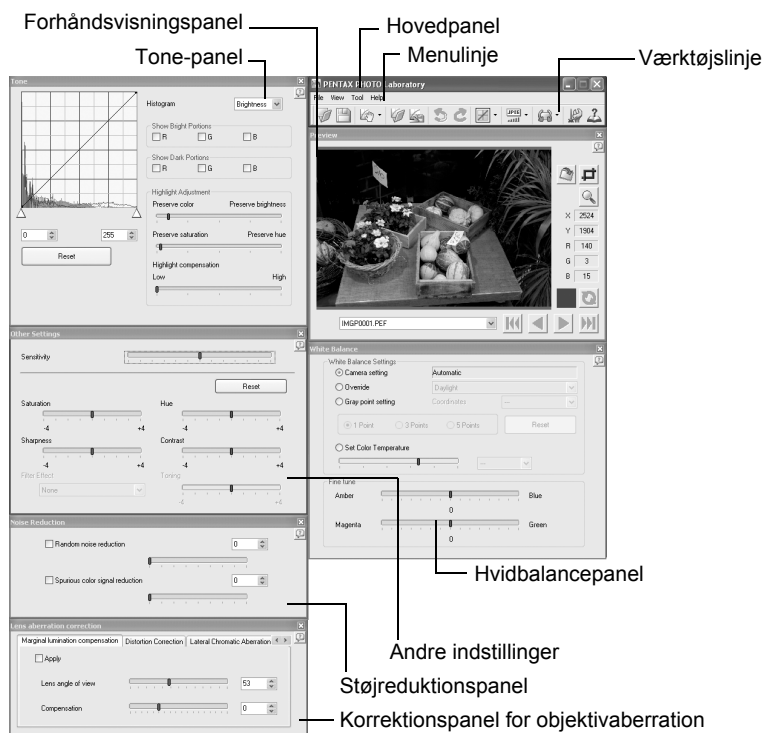 Forhåndsvisningspanel
Hovedpanel
Tone-panel
Menulinje
Værktøjslinje
Tone
Histogram
Brightness
Show Bright Portions
R G B
Show Dark Portions
R G B
Highlight Adjustment
Preserve color Preserve brightness
Preserve saturation Preserve hue
Highlight compensation
Low High
0 255
Reset
PENTAX PHOTO Laboratory
File View Tool Help
JPEG
Preview
X 2524
Y 1904
R 140
G 3
B 15
IMGP0001.PEF
Other Settings
Sensitivity
Reset
Saturation Hue
-4 +4 -4 +4
Sharpness Contrast
-4 +4 -4 +4
Filter Effect Toning
None
-4 +4
White Balance
White Balance Settings
Camera setting Automatic
Override Daylight
Gray point setting Coordinates ---
1 Point 3 Points 5 Points Reset
Set Color Temperature
---
Fine tune
Amber Blue
0
Magenta Green
0
Noise Reduction
Random noise reduction 0
Spurious color signal reduction 0
Lens aberration correction
Marginal lumination compensation Distortion Correction Lateral Chromatic Aberration
Apply
Lens angle of view 53
Compensation 0
Hvidbalancepanel
Andre indstillinger
Støjreduktionspanel
Korrektionspanel for objektivaberration